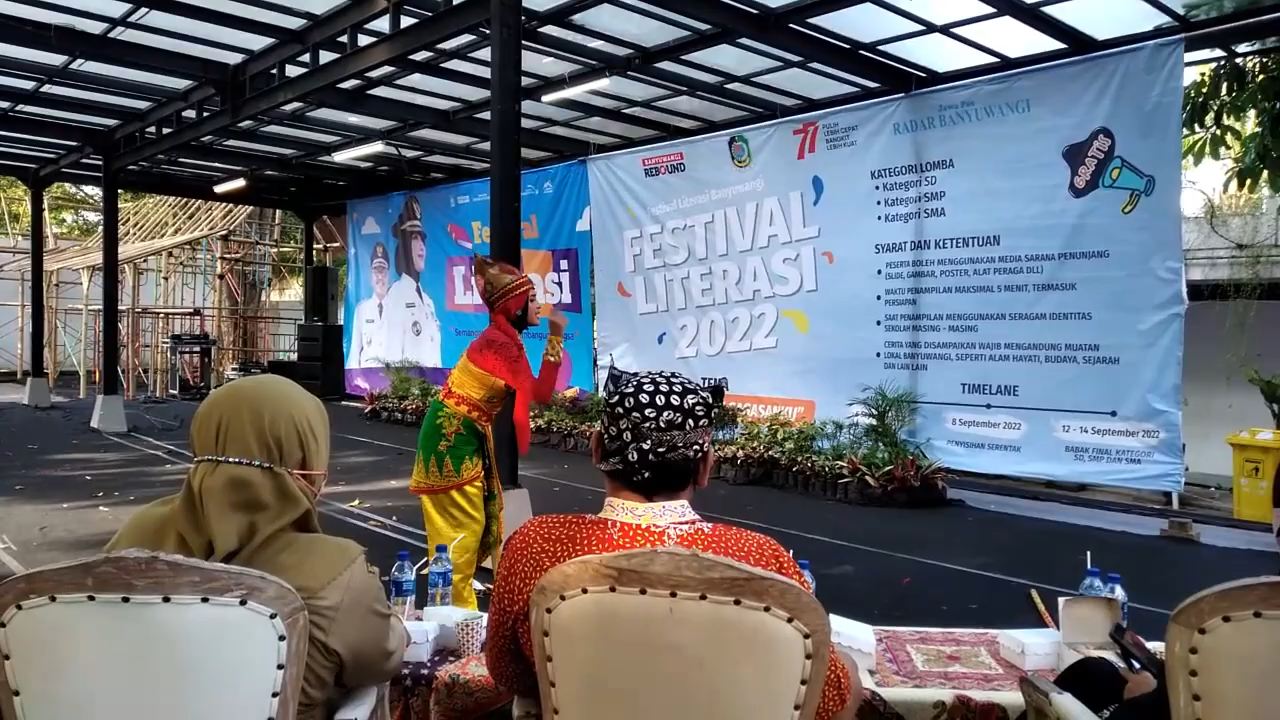 Festival
Literasi
BANYUWANGI
REBOUND
77
PULIH
LEBIH CEPAT
BANGKIT
LEBIH KUAT
Jawa Pos
RADAR BANYUWANGI
GRATIS
Festival Literasi Banyuwangi
FESTIVAL
LITERASI
2022
KATEGORI LOMBA
• Kategori SD
• Kategori SMP
• Kategori SMA
SYARAT DAN KETENTUAN
• PESERTA BOLEH MENGGUNAKAN MEDIA SARANA PENUNJANG
(SLIDE, GAMBAR, POSTER, ALAT PERAGA DLL)
• WAKTU PENAMPILAN MAKSIMAL 5 MENIT, TERMASUK
PERSIAPAN
• SAAT PENAMPILAN MENGGUNAKAN SERAGAM IDENTITAS
SEKOLAH MASING - MASING
• CERITA YANG DISAMPAIKAN WAJIB MENGANDUNG MUATAN
LOKAL BANYUWANGI, SEPERTI ALAM HAYATI, BUDAYA, SEJARAH
DAN LAIN LAIN
TIMELANE
8 September 2022
PENYISIHAN SERENTAK
12 - 14 September 2022
BABAK FINAL KATEGORI
SD, SMP DAN SMA